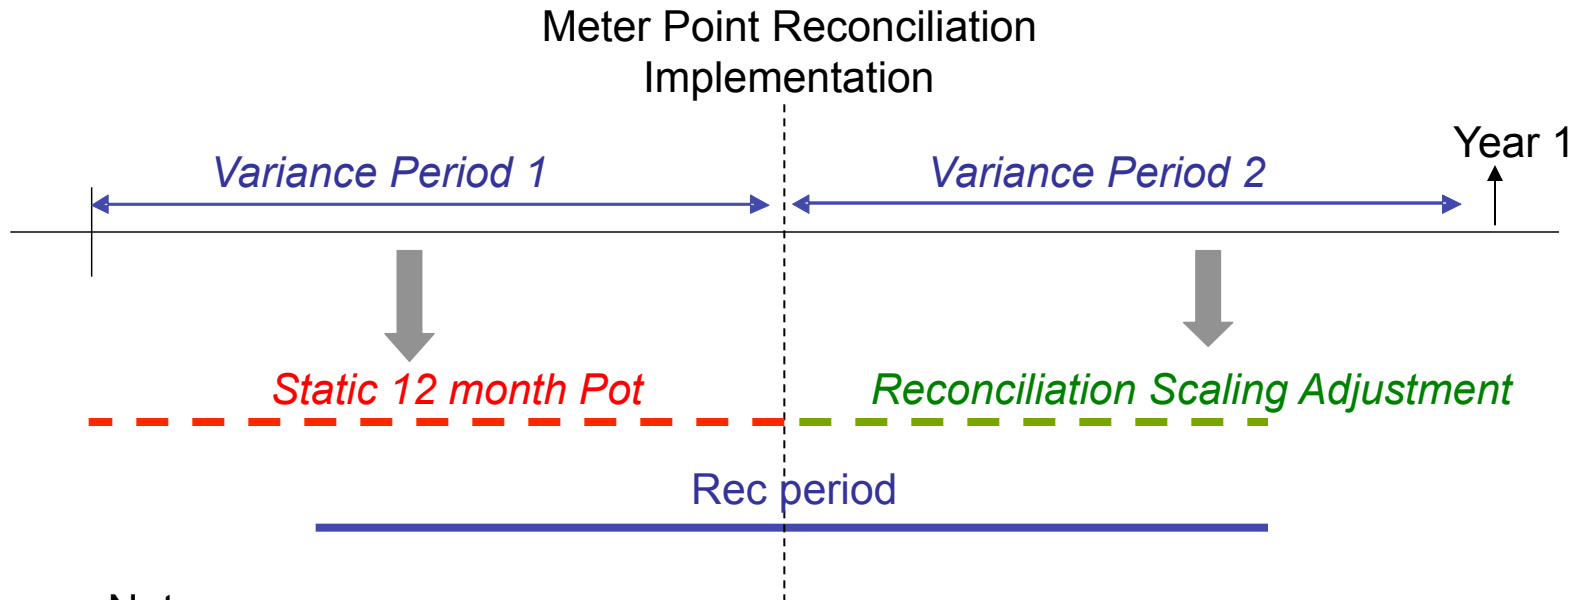 Meter Point Reconciliation
Implementation
Year 1
Variance Period 1
Variance Period 2
Static 12 month Pot
Reconciliation Scaling Adjustment
Rec period